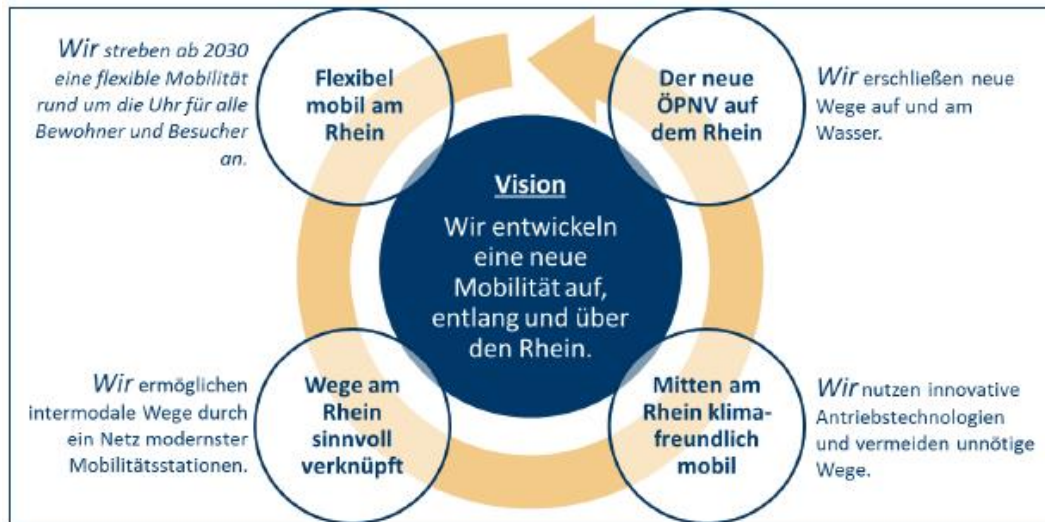 Wir streben ab 2030
eine flexible Mobilität
rund um die Uhr für alle
Bewohner und Besucher
an.
Flexibel
mobil am
Rhein
Der neue
ÖPNV auf
dem Rhein
Wir erschließen neue
Wege auf und am
Wasser.
Vision
Wir entwickeln
eine neue
Mobilität auf,
entlang und über
den Rhein.
Wir ermöglichen
intermodale Wege durch
ein Netz modernster
Mobilitätsstationen.
Wege am
Rhein
sinnvoll
verknüpft
Mitten am
Rhein klima-
freundlich
mobil
Wir nutzen innovative
Antriebstechnologien
und vermeiden unnötige
Wege.